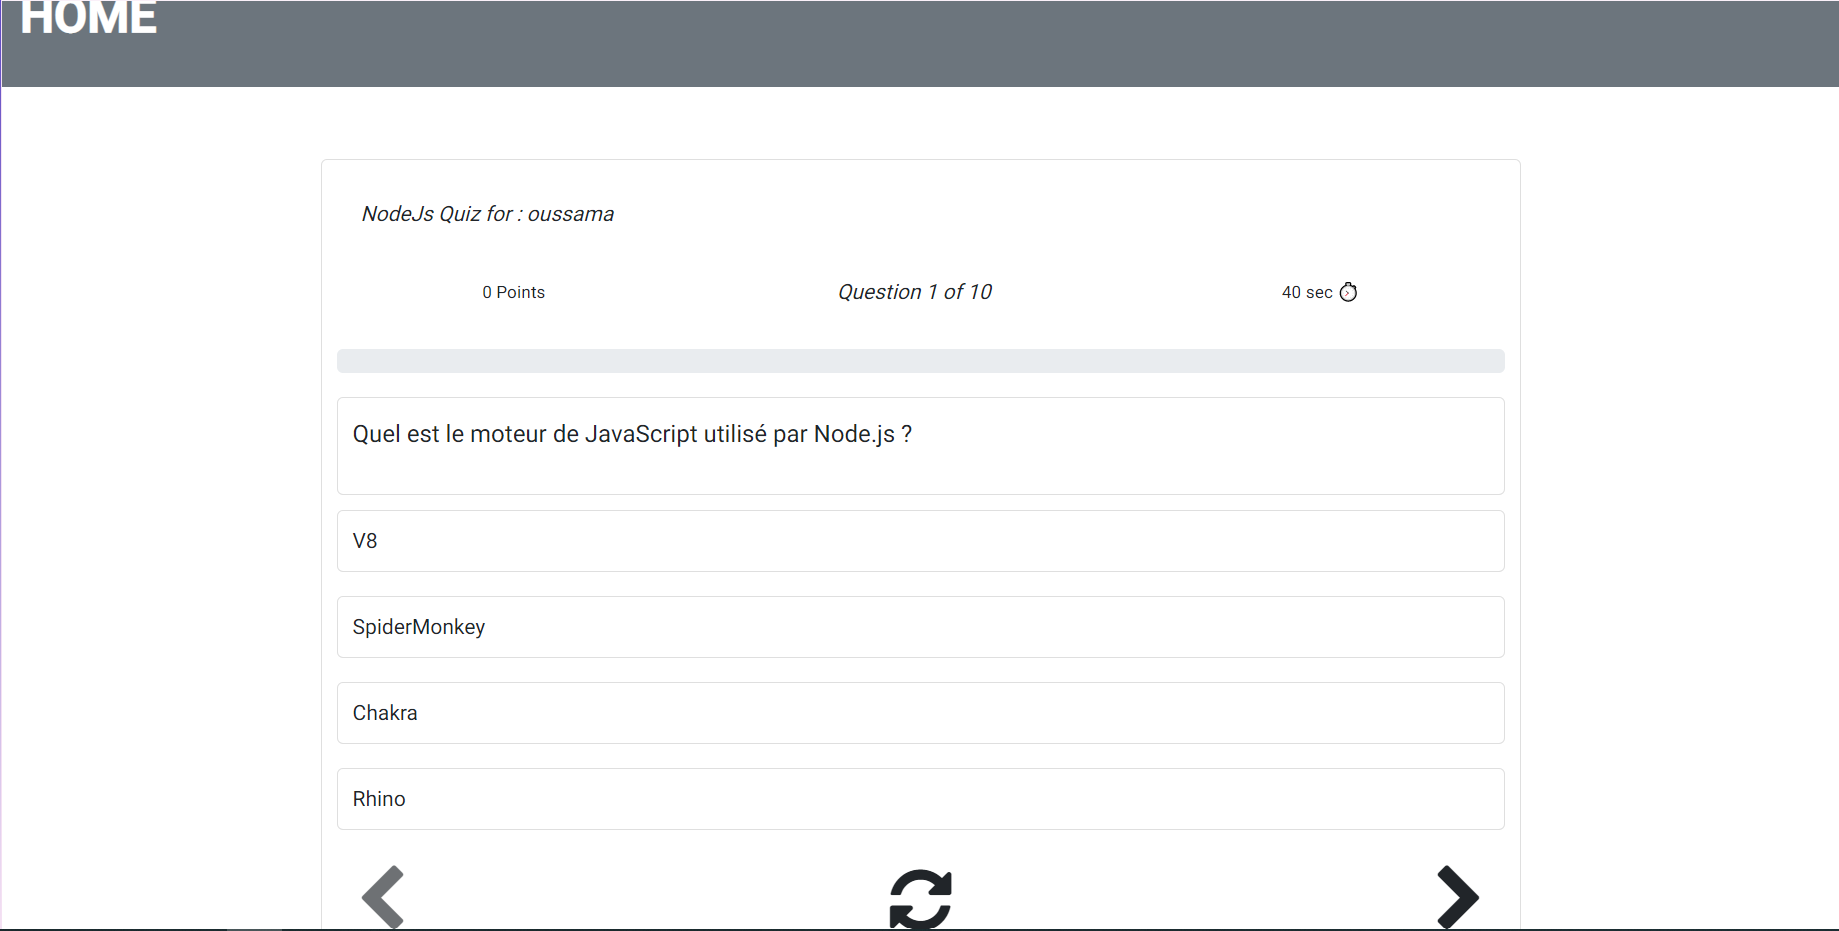 HOME
NodeJs Quiz for : oussama
0 Points
Question 1 of 10
40 sec
Quel est le moteur de JavaScript utilisé par Node.js ?
V8
SpiderMonkey
Chakra
Rhino